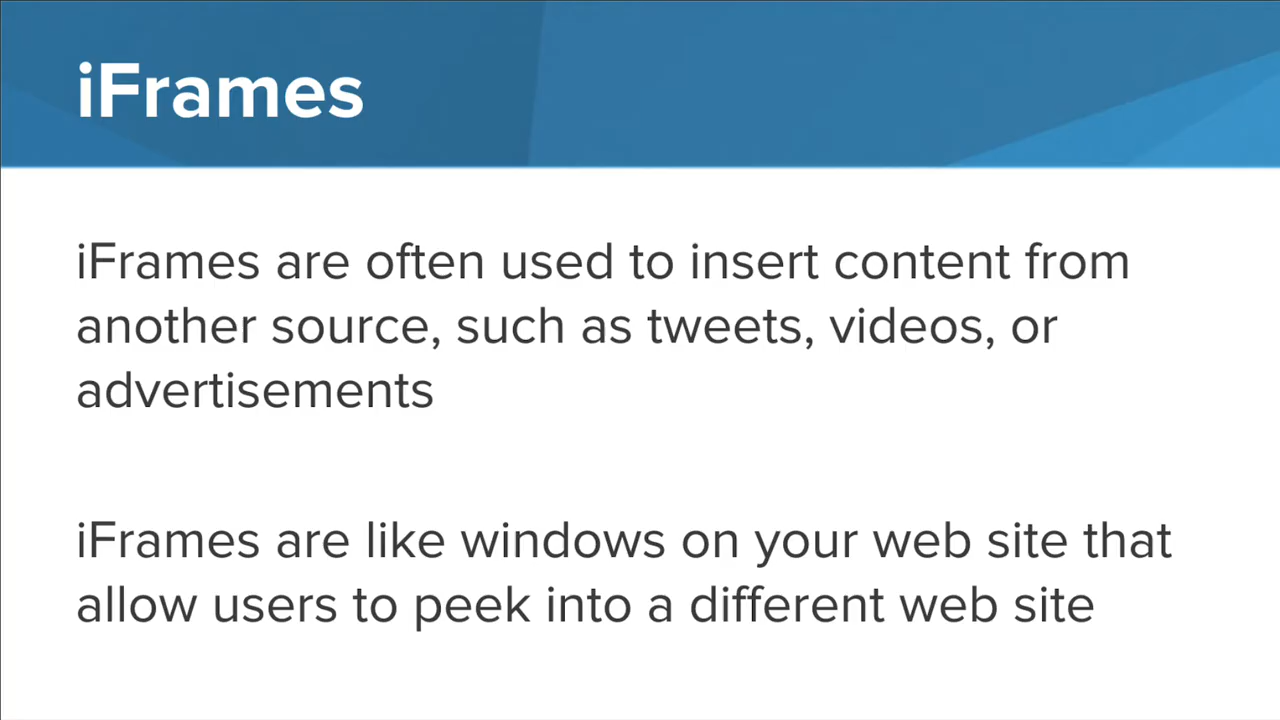 iFrames
iFrames are often used to insert content from
another source, such as tweets, videos, or
advertisements
iFrames are like windows on your web site that
allow users to peek into a different web site